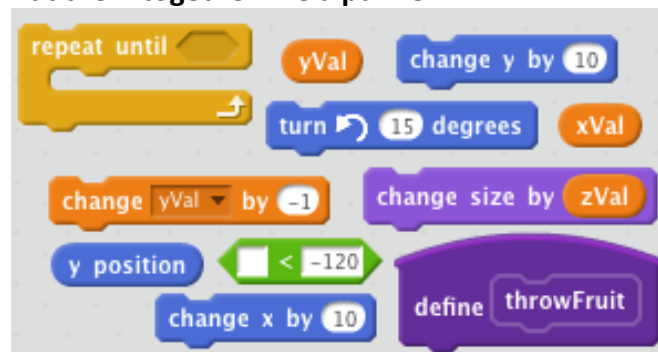 repeat until
yVal
change y by 10
turn 15 degrees
xVal
change yVal by -1
change size by zVal
y position
< -120
define throwFruit
change x by 10